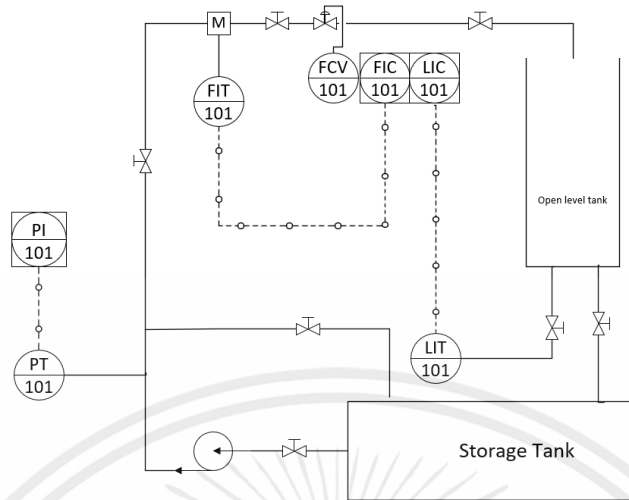 M
FIT
101
FCV
101
FIC
101
LIC
101
Open level tank
PI
101
PT
101
LIT
101
Storage Tank